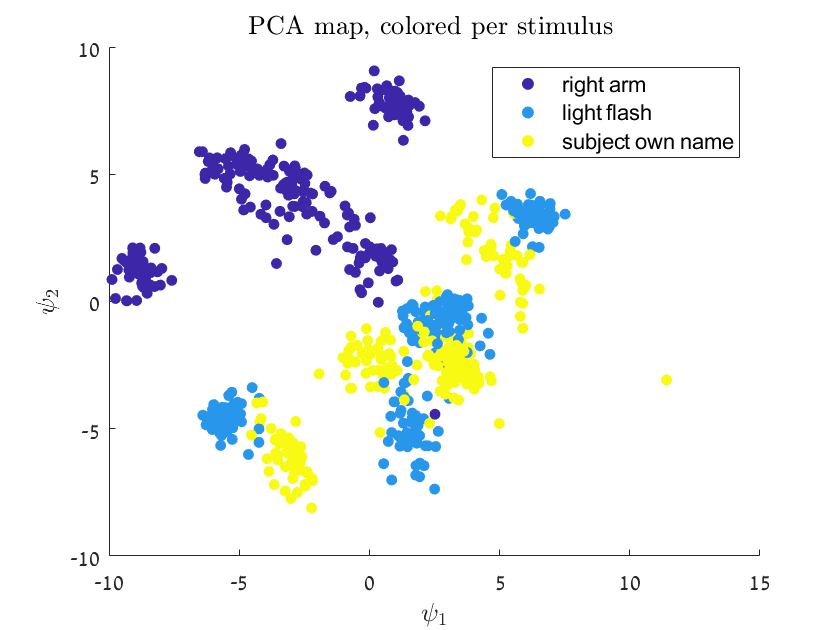 PCA map, colored per stimulus
right arm
light flash
subject own name
10
5
0
-5
-10
ψ2
-10
-5
0
5
10
15
ψ1